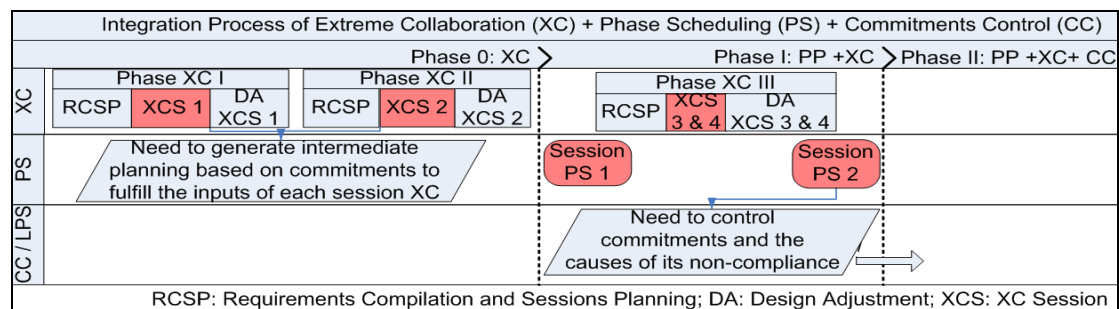 Integration Process of Extreme Collaboration (XC) + Phase Scheduling (PS) + Commitments Control (CC)
Phase 0: XC
Phase I: PP +XC
Phase II: PP +XC+ CC
XC
Phase XC I
RCSP
XCS 1
DA
XCS 1
Phase XC II
RCSP
XCS 2
DA
XCS 2
Phase XC III
RCSP
XCS
3 & 4
DA
XCS 3 & 4
PS
Need to generate intermediate
planning based on commitments to
fulfill the inputs of each session XC
Session
PS 1
Session
PS 2
CC / LPS
Need to control
commitments and the
causes of its non-compliance
RCSP: Requirements Compilation and Sessions Planning; DA: Design Adjustment; XCS: XC Session